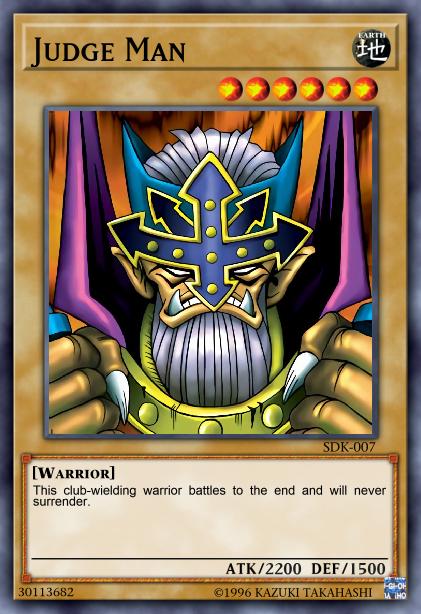 Judge Man
EARTH
地
SDK-007
[Warrior]
This club-wielding warrior battles to the end and will never
surrender.
ATK/2200 DEF/1500
30113682
©1996 KAZUKI TAKAHASHI